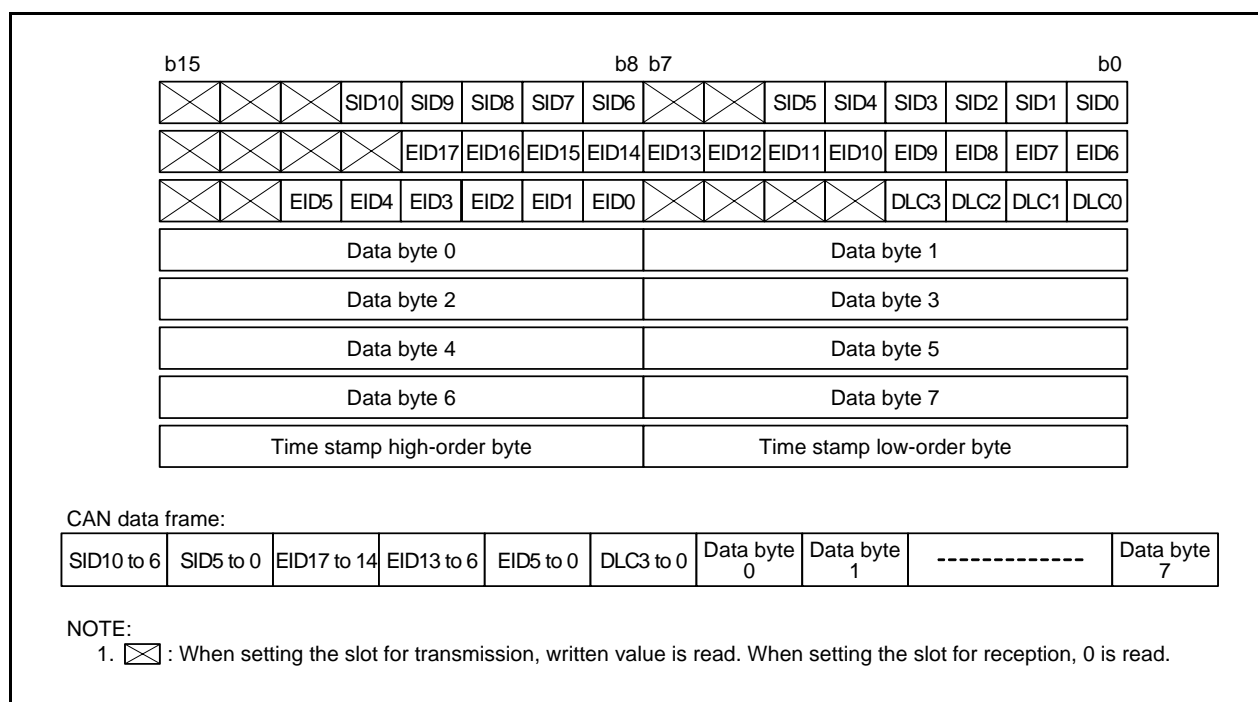 b15 b8 b7 b0
SID10 SID9 SID8 SID7 SID6 SID5 SID4 SID3 SID2 SID1 SID0
EID17 EID16 EID15 EID14 EID13 EID12 EID11 EID10 EID9 EID8 EID7 EID6
EID5 EID4 EID3 EID2 EID1 EID0 DLC3 DLC2 DLC1 DLC0
Data byte 0 Data byte 1
Data byte 2 Data byte 3
Data byte 4 Data byte 5
Data byte 6 Data byte 7
Time stamp high-order byte Time stamp low-order byte
CAN data frame:
SID10 to 6 SID5 to 0 EID17 to 14 EID13 to 6 EID5 to 0 DLC3 to 0 Data byte 0 Data byte 1 Data byte 7
NOTE:
1. : When setting the slot for transmission, written value is read. When setting the slot for reception, 0 is read.